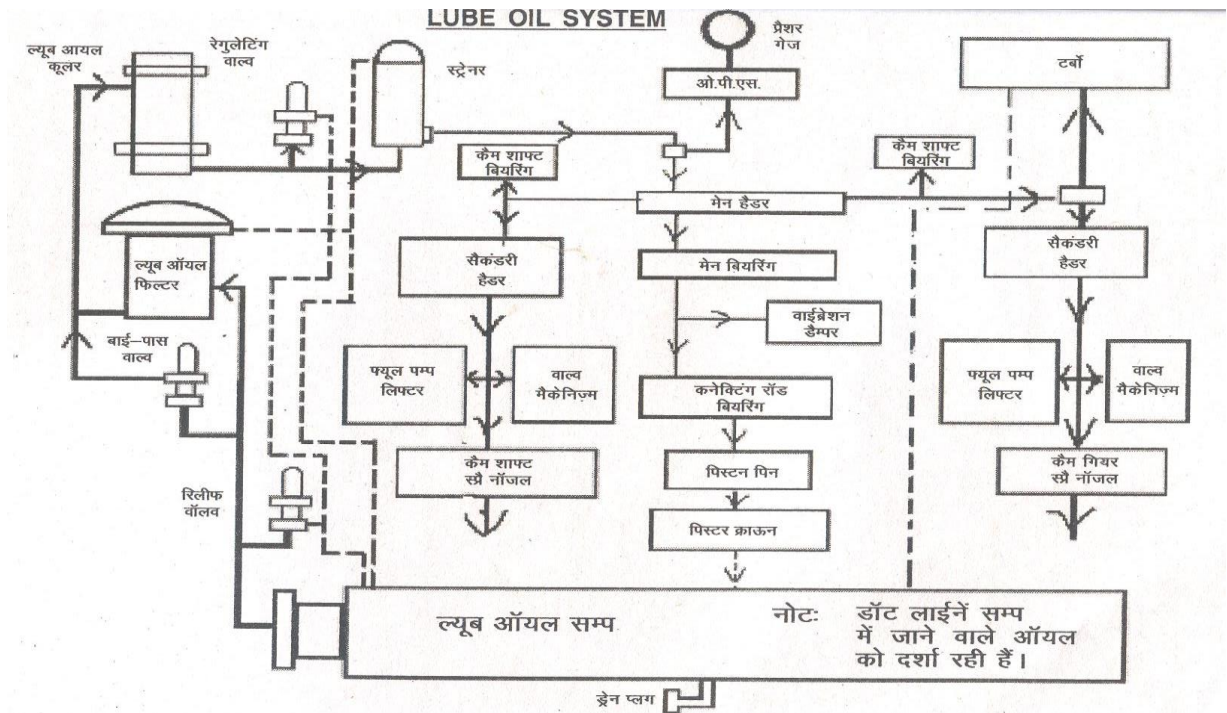 LUBE OIL SYSTEM
ल्यूब आयल
कूलर
रेगुलेटिंग
वाल्व
स्ट्रेनर
प्रैशर
गेज
ओ.पी.एस.
टर्बो
कैम शाफ्ट
बियरिंग
कैम शाफ्ट
बियरिंग
मेन हैडर
ल्यूब ऑयल
फिल्टर
सैकंडरी
हैडर
मेन बियरिंग
सैकंडरी
हैडर
बाई-पास
वाल्व
वाईब्रेशन
डैम्पर
फ्यूल पम्प
लिफ्टर
वाल्व
मैकेनिज़्म
कनेक्टिंग रॉड
बियरिंग
फ्यूल पम्प
लिफ्टर
वाल्व
मैकेनिज़्म
कैम शाफ्ट
स्प्रै नॉजल
पिस्टन पिन
कैम गियर
स्प्रै नॉजल
रिलीफ
वॉलव
पिस्टर क्राऊन
ल्यूब ऑयल सम्प
नोटः डॉट लाईनें सम्प
में जाने वाले ऑयल
को दर्शा रही हैं।
ड्रेन प्लग